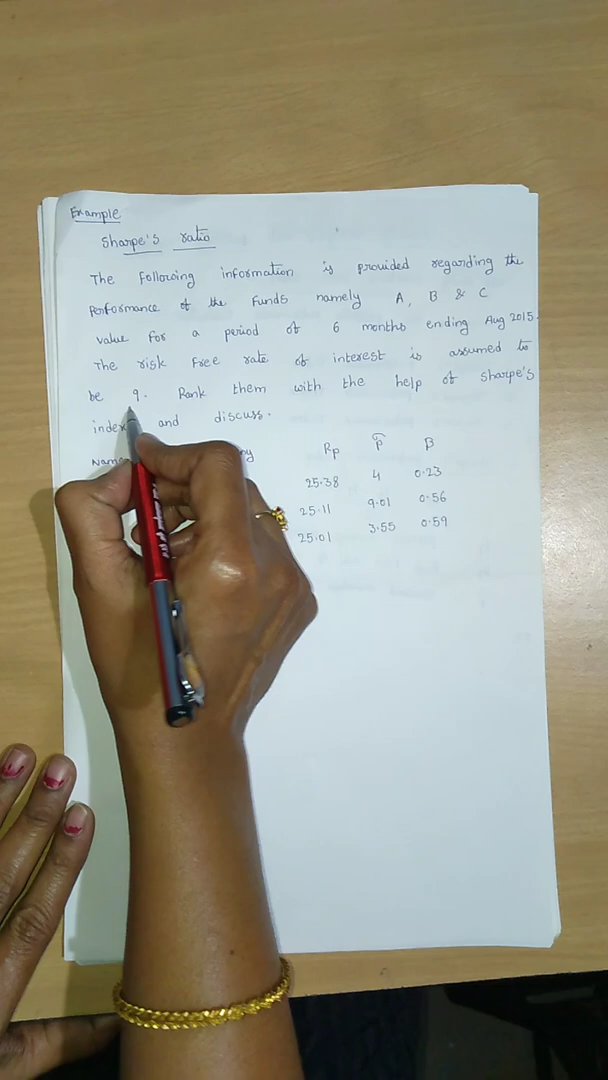 Example
Sharpe's ratio
The Following information is provided regarding the
Performance of the Funds namely A, B & C
value for a period of 6 months ending Aug 2015.
The risk free rate of interest is assumed to
be 9. Rank them with the help of Sharpe's
index and discuss.
Rp σp β
25.38 4 0.23
25.11 9.01 0.56
25.01 3.55 0.59